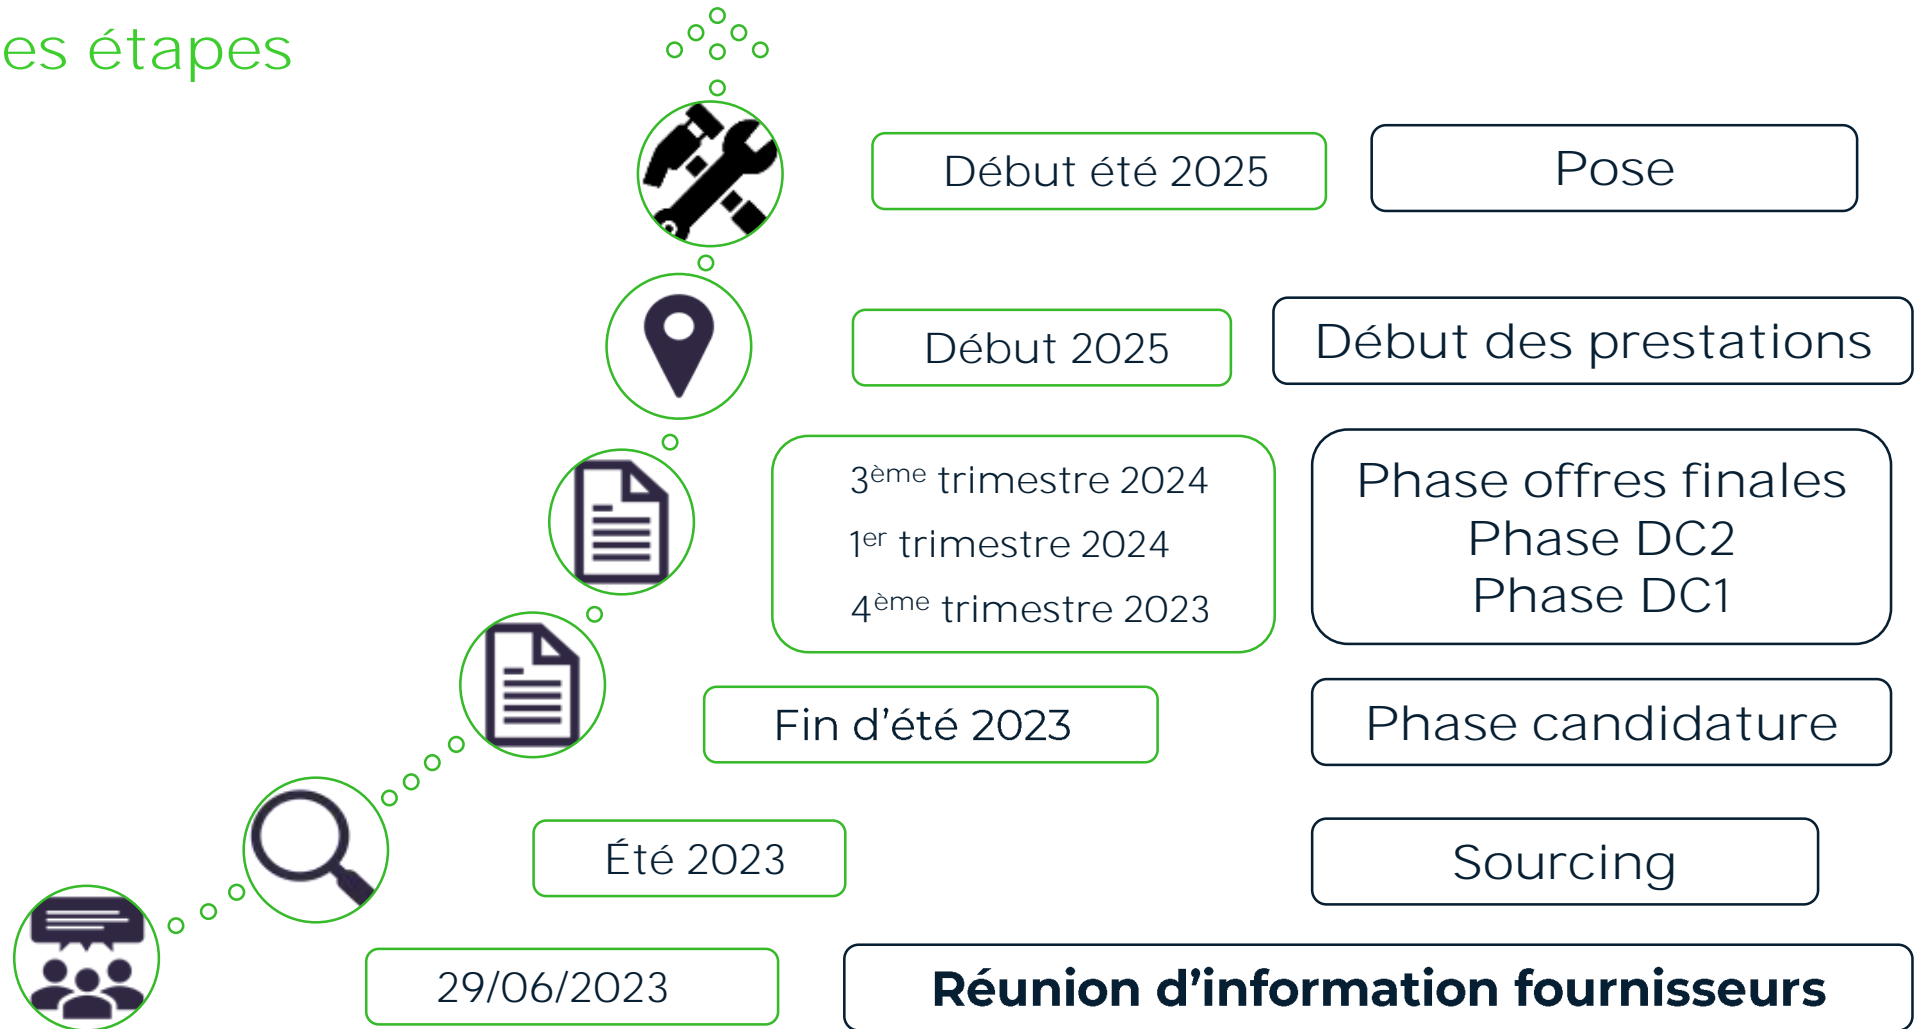 es étapes
Début été 2025
Pose
Début 2025
Début des prestations
3ème trimestre 2024
1er trimestre 2024
4ème trimestre 2023
Phase offres finales
Phase DC2
Phase DC1
Fin d’été 2023
Phase candidature
Été 2023
Sourcing
29/06/2023
Réunion d’information fournisseurs